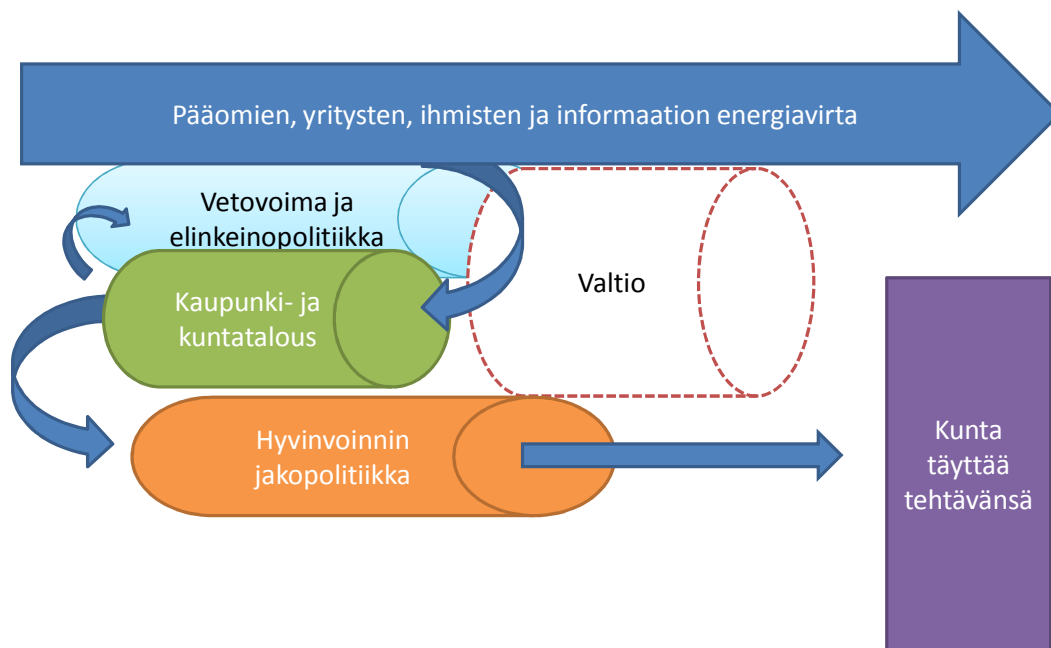 Pääomien, yritysten, ihmisten ja informaation energiavirta
Vetovoima ja
elinkeinopolitiikka
Kaupunki- ja
kuntatalous
Valtio
Hyvinvoinnin
jakopolitiikka
Kunta
täyttää
tehtävänsä